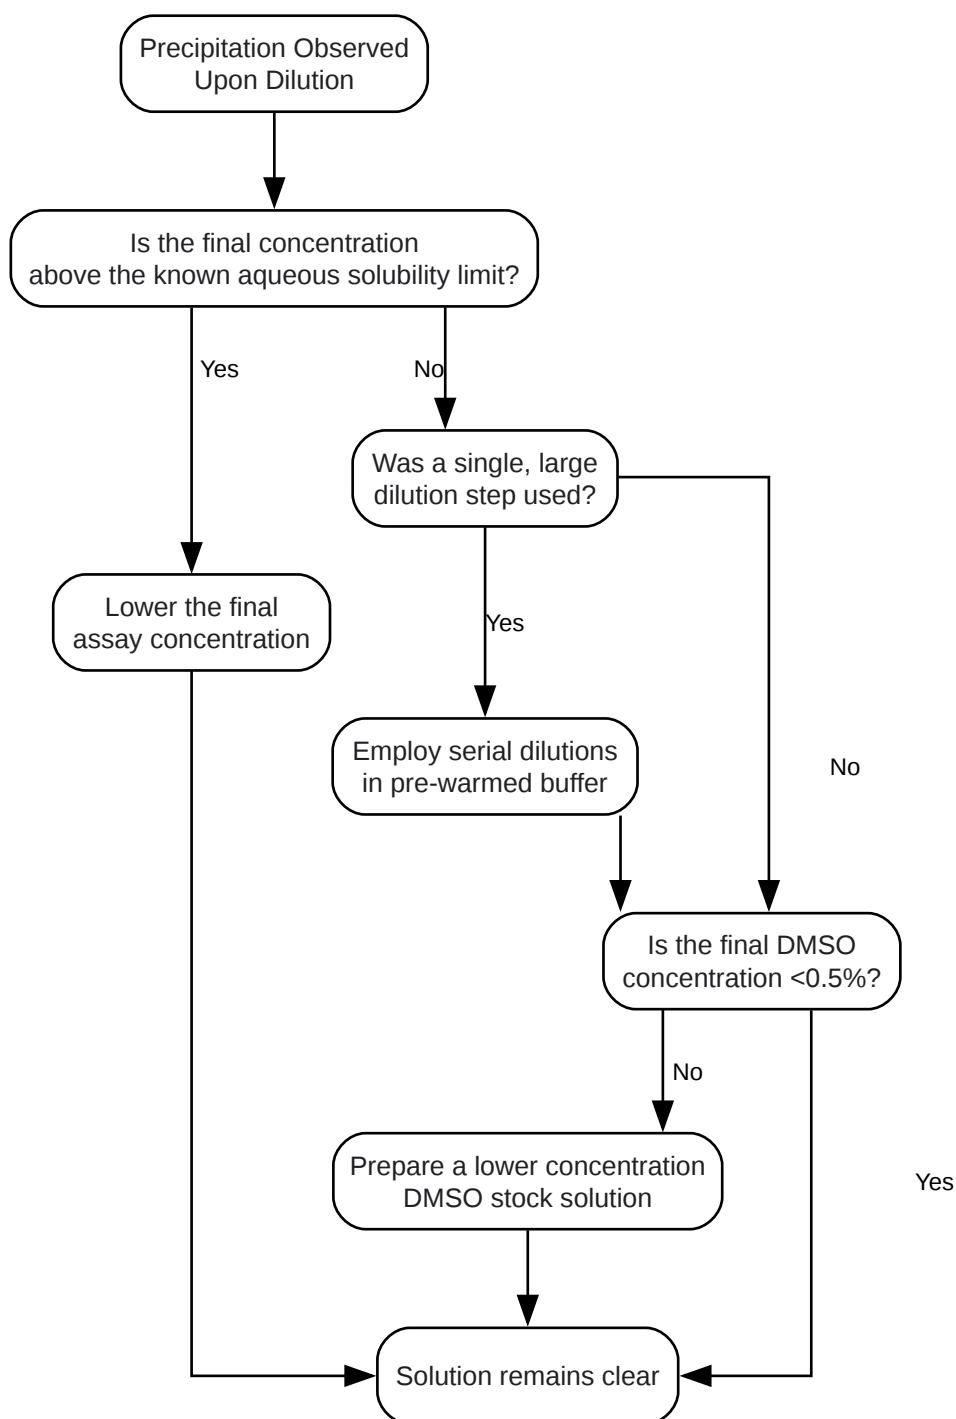 Precipitation Observed
Upon Dilution
Is the final concentration
above the known aqueous solubility limit?
Yes
No
Was a single, large
dilution step used?
Lower the final
assay concentration
Yes
Employ serial dilutions
in pre-warmed buffer
No
Is the final DMSO
concentration <0.5%?
No
Prepare a lower concentration
DMSO stock solution
Yes
Solution remains clear